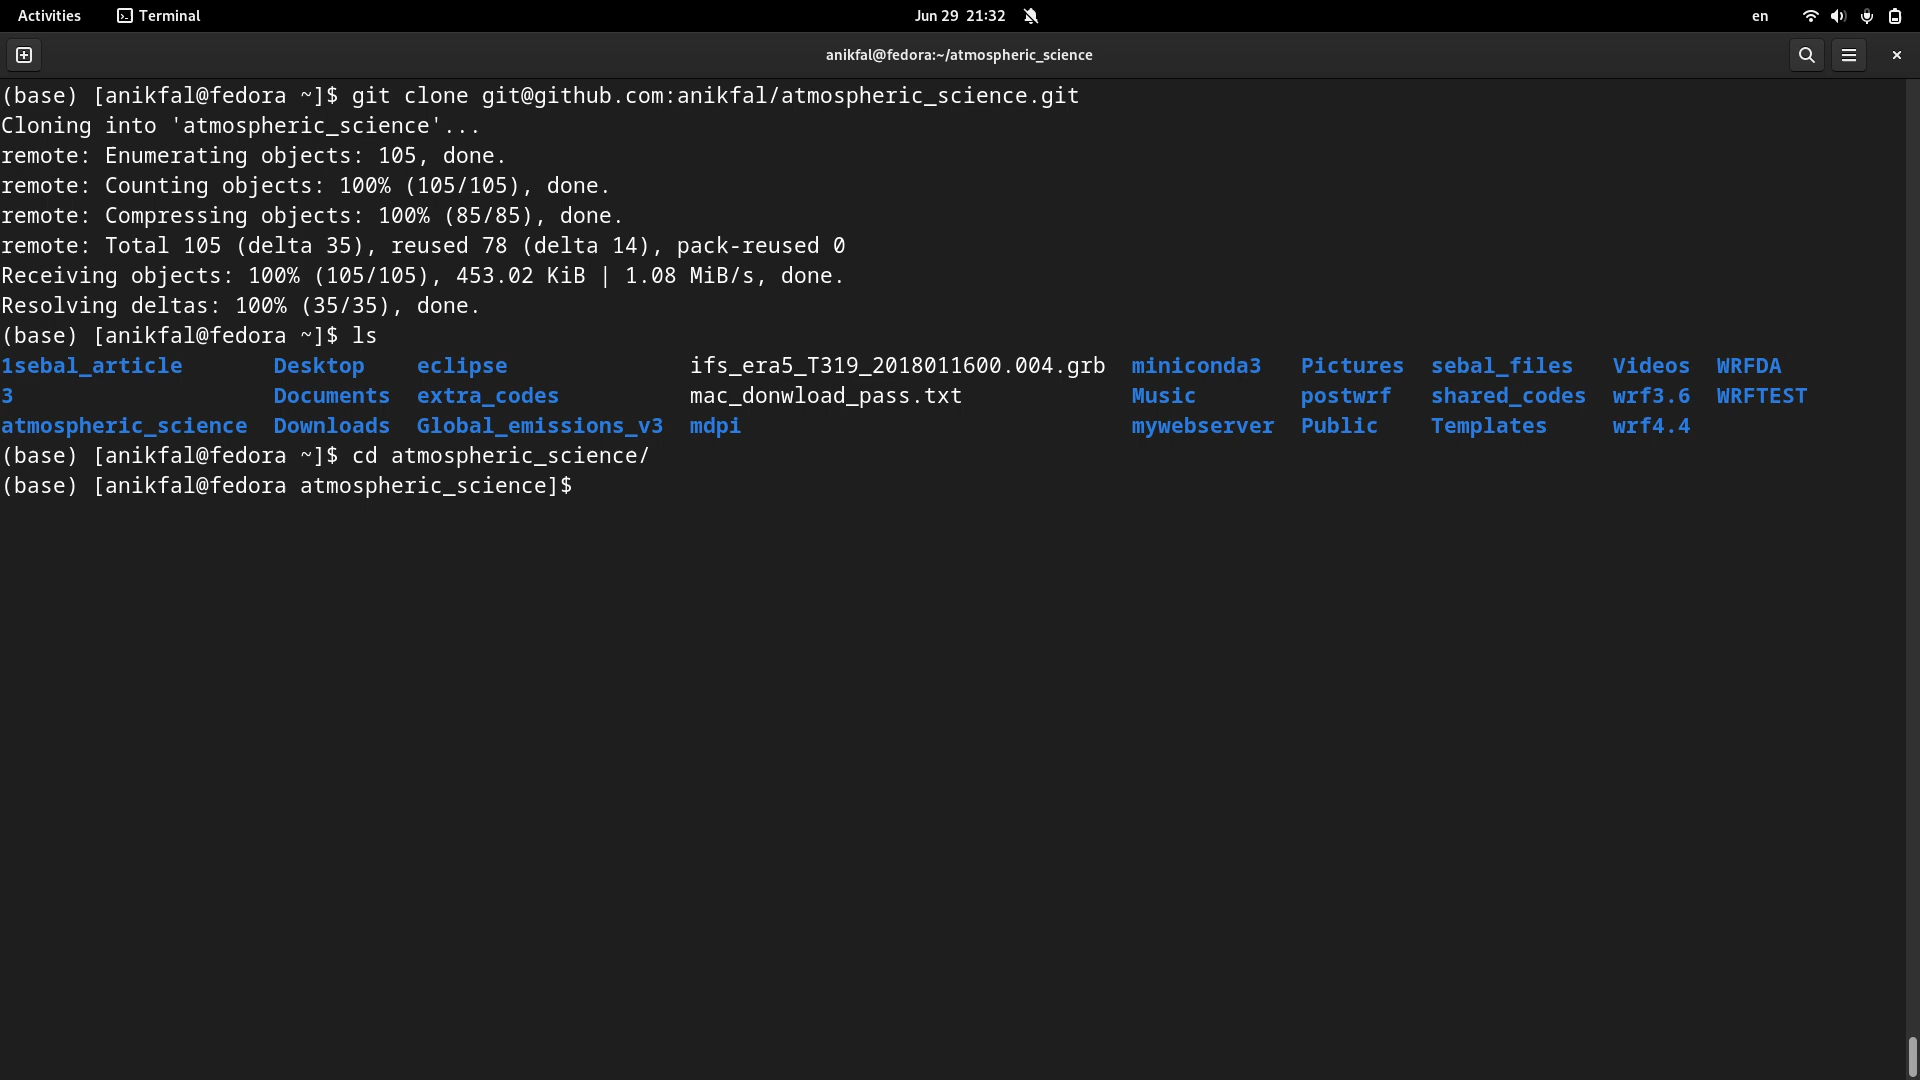 Activities Terminal Jun 29 21:32 en
anikfal@fedora:~/atmospheric_science
(base) [anikfal@fedora ~]$ git clone git@github.com:anikfal/atmospheric_science.git
Cloning into 'atmospheric_science'...
remote: Enumerating objects: 105, done.
remote: Counting objects: 100% (105/105), done.
remote: Compressing objects: 100% (85/85), done.
remote: Total 105 (delta 35), reused 78 (delta 14), pack-reused 0
Receiving objects: 100% (105/105), 453.02 KiB | 1.08 MiB/s, done.
Resolving deltas: 100% (35/35), done.
(base) [anikfal@fedora ~]$ ls
1sebal_article Desktop eclipse ifs_era5_T319_2018011600.004.grb miniconda3 Pictures sebal_files Videos WRFDA
3 Documents extra_codes mac_donwload_pass.txt Music postwrf shared_codes wrf3.6 WRFTEST
atmospheric_science Downloads Global_emissions_v3 mdpi mywebserver Public Templates wrf4.4
(base) [anikfal@fedora ~]$ cd atmospheric_science/
(base) [anikfal@fedora atmospheric_science]$